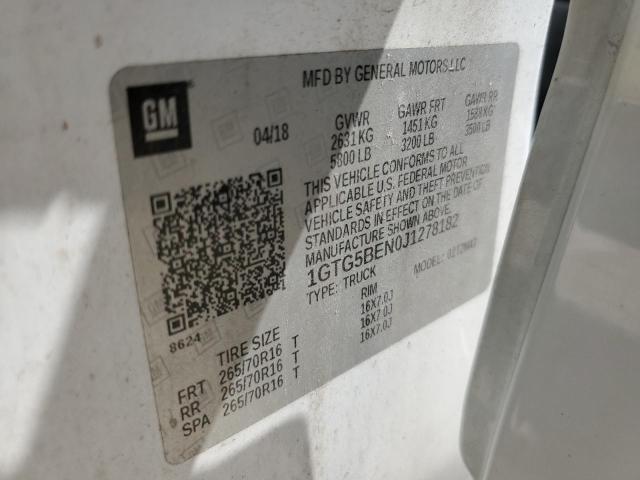 MFD BY GENERAL MOTORS LLC
GM
04/18
GVWR GAWR FRT GAWR RR
2631 KG 1451 KG 1588 KG
5800 LB 3200 LB 3500 LB
THIS VEHICLE CONFORMS TO ALL
APPLICABLE U.S. FEDERAL MOTOR
VEHICLE SAFETY AND THEFT PREVENTION
STANDARDS IN EFFECT ON THE DATE OF
MANUFACTURE SHOWN ABOVE.
1GTG5BEN0J1278182
TYPE: TRUCK MODEL:
8624
TIRE SIZE RIM
FRT 265/70R16 T 16X7.0J
RR 265/70R16 T 16X7.0J
SPA 265/70R16 T 16X7.0J